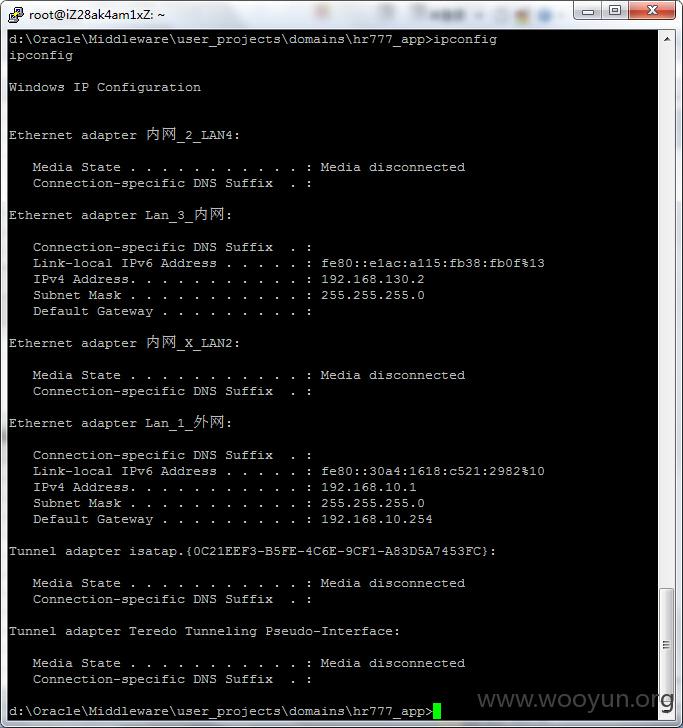 root@iZ28ak4am1xZ: ~
d:\Oracle\Middleware\user_projects\domains\hr777_app>ipconfig
ipconfig
Windows IP Configuration
Ethernet adapter 内网_2_LAN4:
Media State . . . . . . . . . . . : Media disconnected
Connection-specific DNS Suffix  . :
Ethernet adapter Lan_3_内网:
Connection-specific DNS Suffix  . :
Link-local IPv6 Address . . . . . : fe80::e1ac:a115:fb38:fb0f%13
IPv4 Address. . . . . . . . . . . : 192.168.130.2
Subnet Mask . . . . . . . . . . . : 255.255.255.0
Default Gateway . . . . . . . . . :
Ethernet adapter 内网_X_LAN2:
Media State . . . . . . . . . . . : Media disconnected
Connection-specific DNS Suffix  . :
Ethernet adapter Lan_1_外网:
Connection-specific DNS Suffix  . :
Link-local IPv6 Address . . . . . : fe80::30a4:1618:c521:2982%10
IPv4 Address. . . . . . . . . . . : 192.168.10.1
Subnet Mask . . . . . . . . . . . : 255.255.255.0
Default Gateway . . . . . . . . . : 192.168.10.254
Tunnel adapter isatap.{0C21EEF3-B5FE-4C6E-9CF1-A83D5A7453FC}:
Media State . . . . . . . . . . . : Media disconnected
Connection-specific DNS Suffix  . :
Tunnel adapter Teredo Tunneling Pseudo-Interface:
Media State . . . . . . . . . . . : Media disconnected
Connection-specific DNS Suffix  . :
d:\Oracle\Middleware\user_projects\domains\hr777_app>
www.wooyun.org